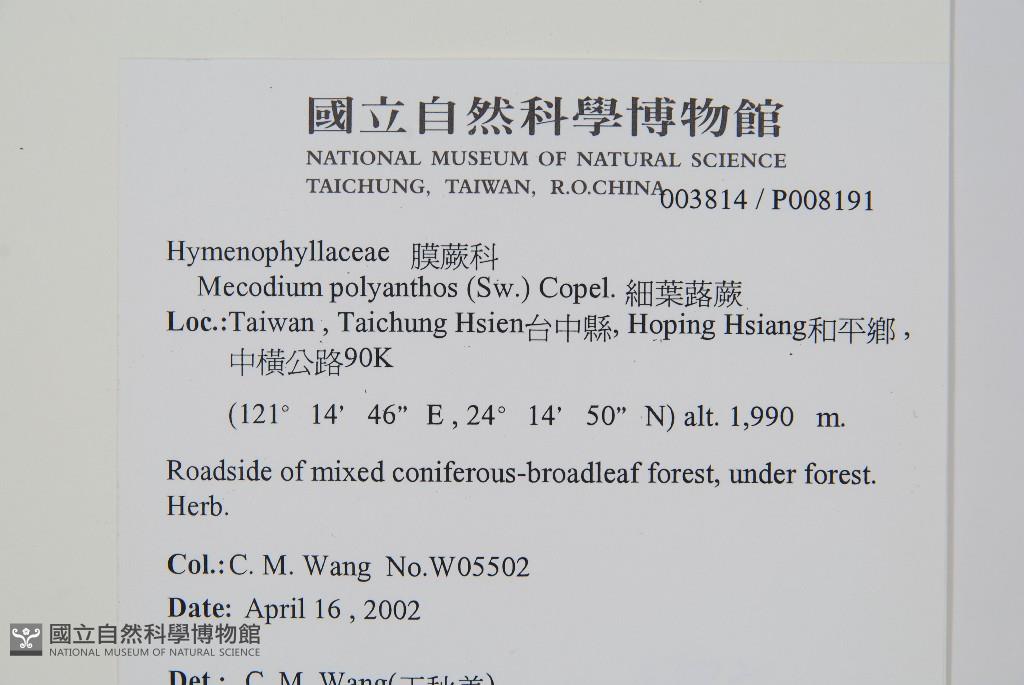 國立自然科學博物館
NATIONAL MUSEUM OF NATURAL SCIENCE
TAICHUNG, TAIWAN, R.O.CHINA
003814 / P008191
Hymenophyllaceae 膜蕨科
Mecodium polyanthos (Sw.) Copel. 細葉蕗蕨
Loc.:Taiwan , Taichung Hsien台中縣, Hoping Hsiang和平鄉 ,
中橫公路90K
(121° 14' 46” E , 24° 14' 50” N) alt. 1,990 m.
Roadside of mixed coniferous-broadleaf forest, under forest.
Herb.
Col.: C. M. Wang No.W05502
Date: April 16 , 2002
Det.: C. M. Wang(王秋美)
國立自然科學博物館
NATIONAL MUSEUM OF NATURAL SCIENCE